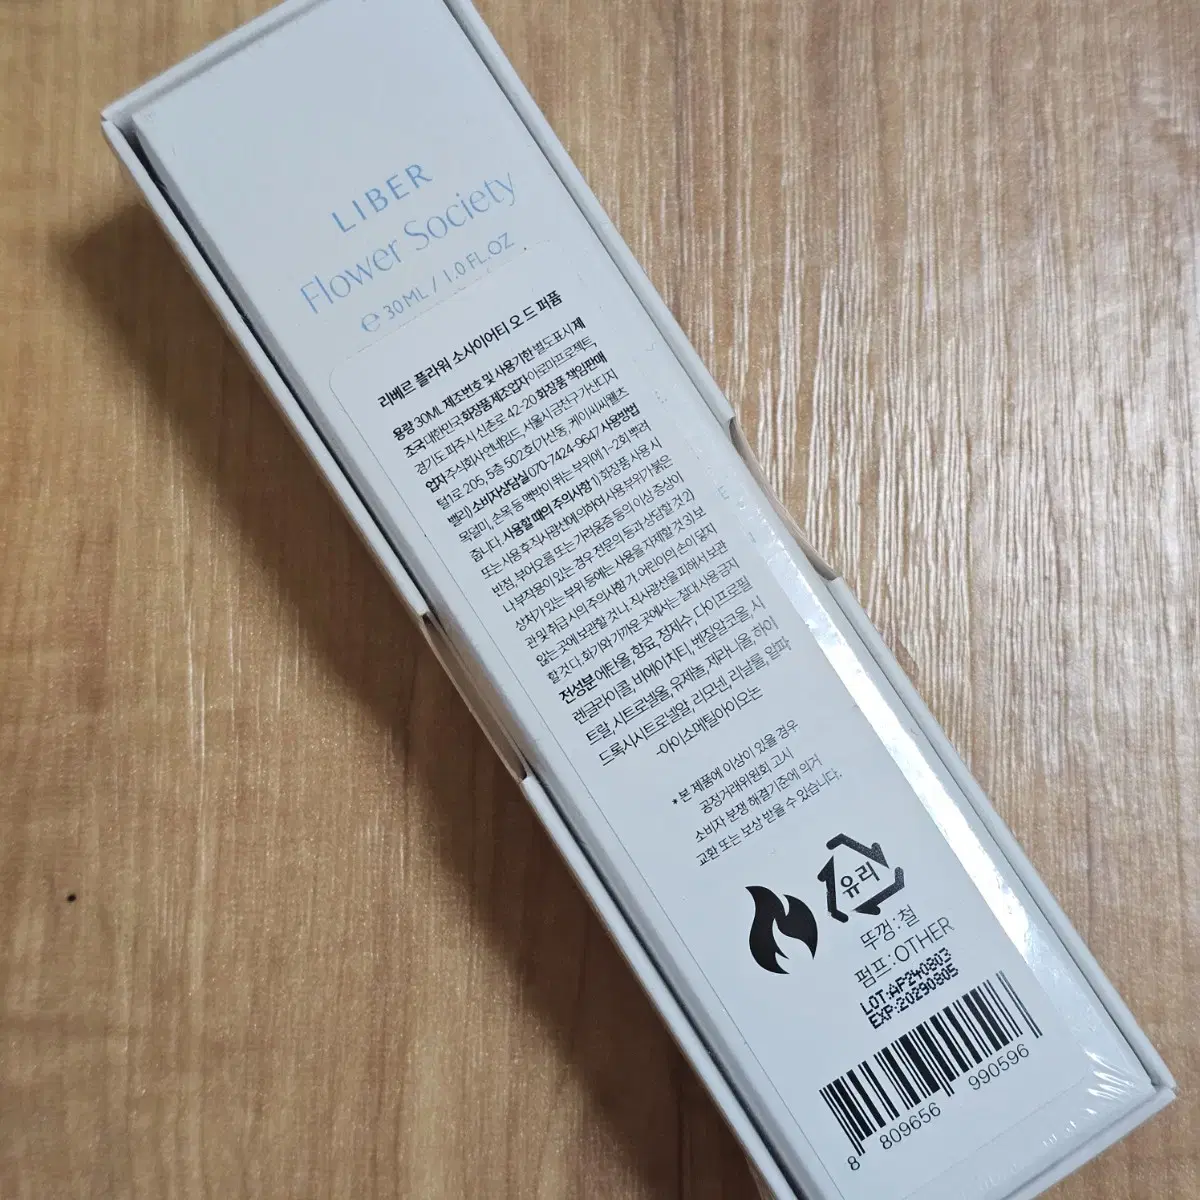 LIBER
Flower Society
℮ 30ML / 1.0 FL.OZ
리베르 플라워 소사이어티 오 드 퍼퓸
용량 30ML 제조번호 및 사용기한 별도표시 제
조국 대한민국 화장품 제조업자 아로마프로젝트,
경기도 파주시 신촌로 42-20 화장품 책임판매
업자 주식회사 언네임드, 서울시 금천구 가산디지
털1로 205, 5층 502호(가산동, 케이씨씨웰츠
밸리) 소비자상담실 070-7424-9647 사용방법
목덜미, 손목 등 맥박이 뛰는 부위에 1~2회 뿌려
줍니다. 사용할 때의 주의사항 1) 화장품 사용 시
또는 사용 후 직사광선에 의하여 사용부위가 붉은
반점, 부어오름 또는 가려움증 등의 이상 증상이
나 부작용이 있는 경우 전문의 등과 상담할 것 2)
상처가 있는 부위 등에는 사용을 자제할 것 3) 보
관 및 취급 시의 주의사항 가. 어린이의 손이 닿지
않는 곳에 보관할 것 나. 직사광선을 피해서 보관
할 것 다. 화기와 가까운 곳에서는 절대 사용 금지
전성분 에탄올, 향료, 정제수, 다이프로필
렌글라이콜, 비에이치티, 벤질알코올, 시
트랄, 시트로넬올, 유제놀, 제라니올, 하이
드록시시트로넬알, 리모넨, 리날룰, 알파
-아이소메틸아이오논
* 본 제품에 이상이 있을 경우
공정거래위원회 고시
소비자 분쟁 해결기준에 의거
교환 또는 보상 받을 수 있습니다.
유리
뚜껑:철
펌프:OTHER
LOT:AP240803
EXP:20290805
8 809656 990596